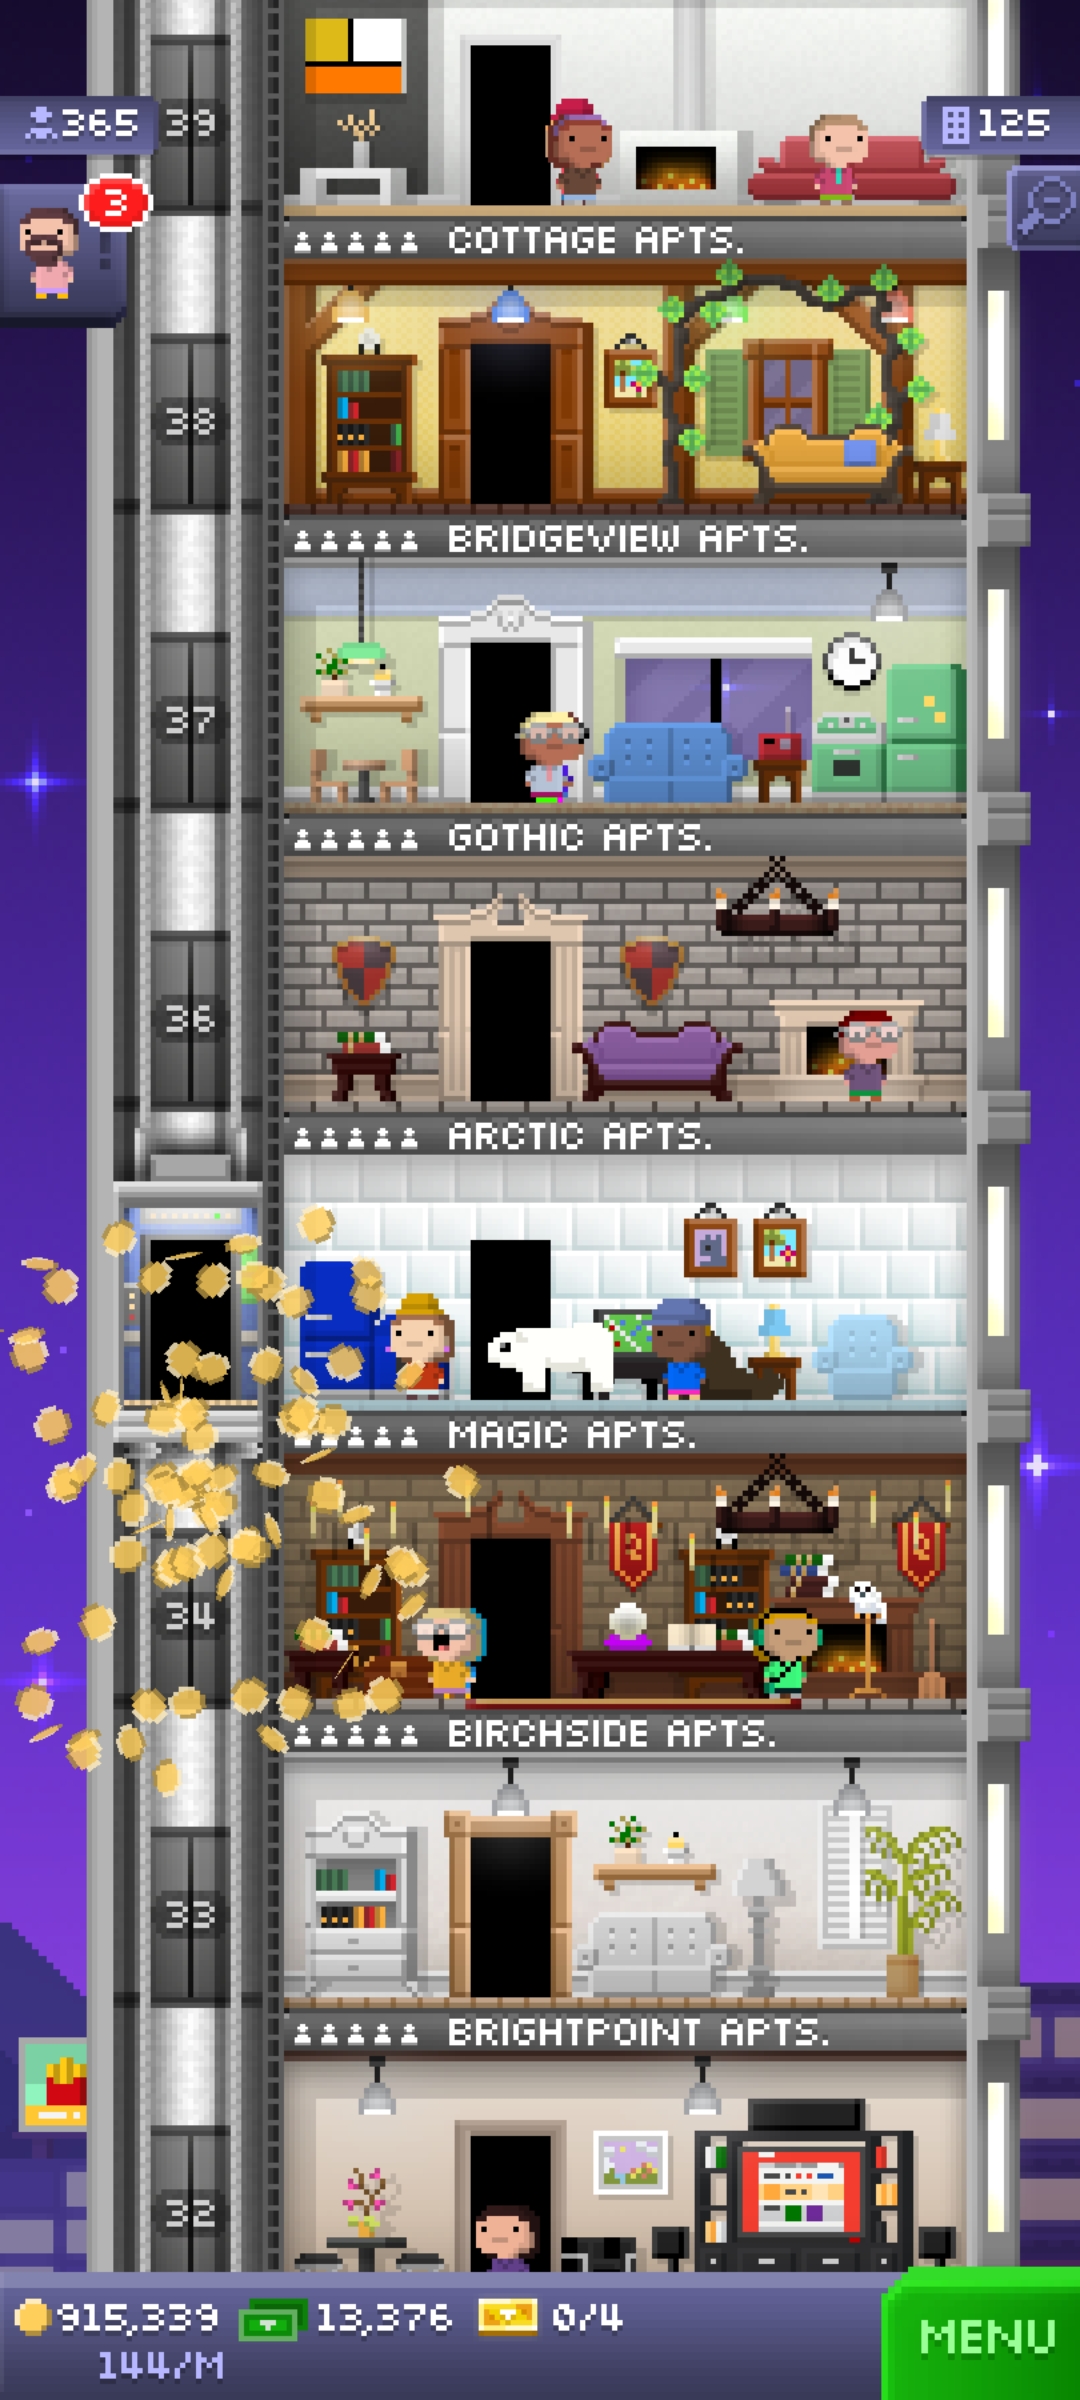 365
39
125
3
COTTAGE APTS.
38
BRIDGEVIEW APTS.
37
GOTHIC APTS.
36
ARCTIC APTS.
MAGIC APTS.
34
BIRCHSIDE APTS.
33
BRIGHTPOINT APTS.
32
915,339
13,376
0/4
144/M
MENU